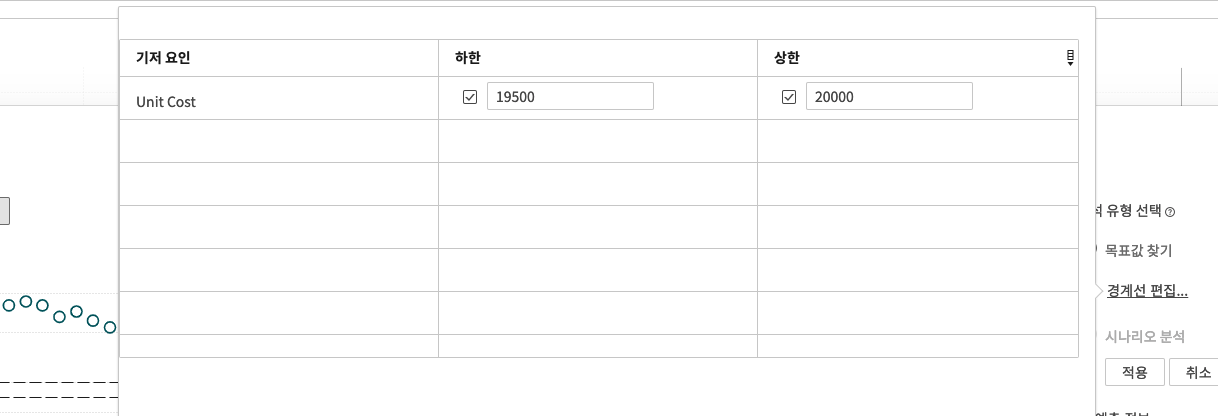 기저 요인 하한 상한
Unit Cost 19500 20000
유형 선택
목표값 찾기
경계선 편집...
시나리오 분석
적용 취소